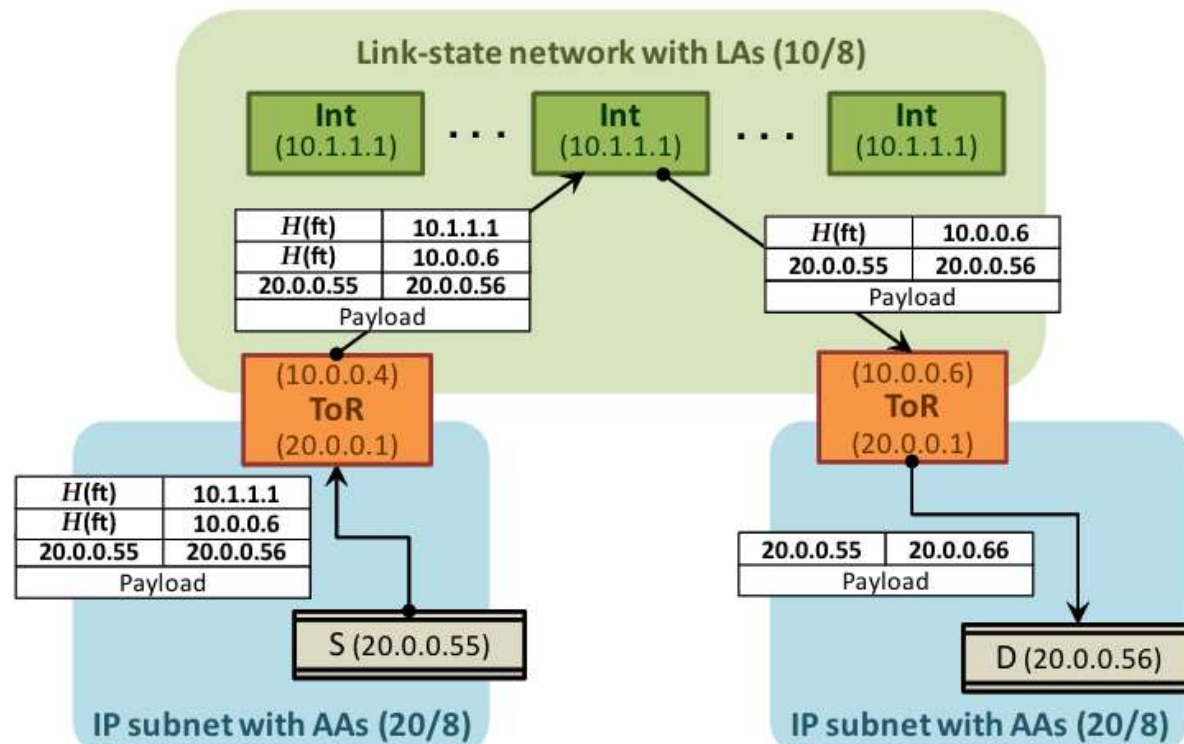 Link-state network with LAs (10/8)
Int Int Int
(10.1.1.1) . . . (10.1.1.1) . . . (10.1.1.1)
H(ft) 10.1.1.1
H(ft) 10.0.0.6
20.0.0.55 20.0.0.56
Payload
H(ft) 10.0.0.6
20.0.0.55 20.0.0.56
Payload
(10.0.0.4)
ToR
(20.0.0.1)
(10.0.0.6)
ToR
(20.0.0.1)
H(ft) 10.1.1.1
H(ft) 10.0.0.6
20.0.0.55 20.0.0.56
Payload
20.0.0.55 20.0.0.66
Payload
S (20.0.0.55)
D (20.0.0.56)
IP subnet with AAs (20/8)
IP subnet with AAs (20/8)